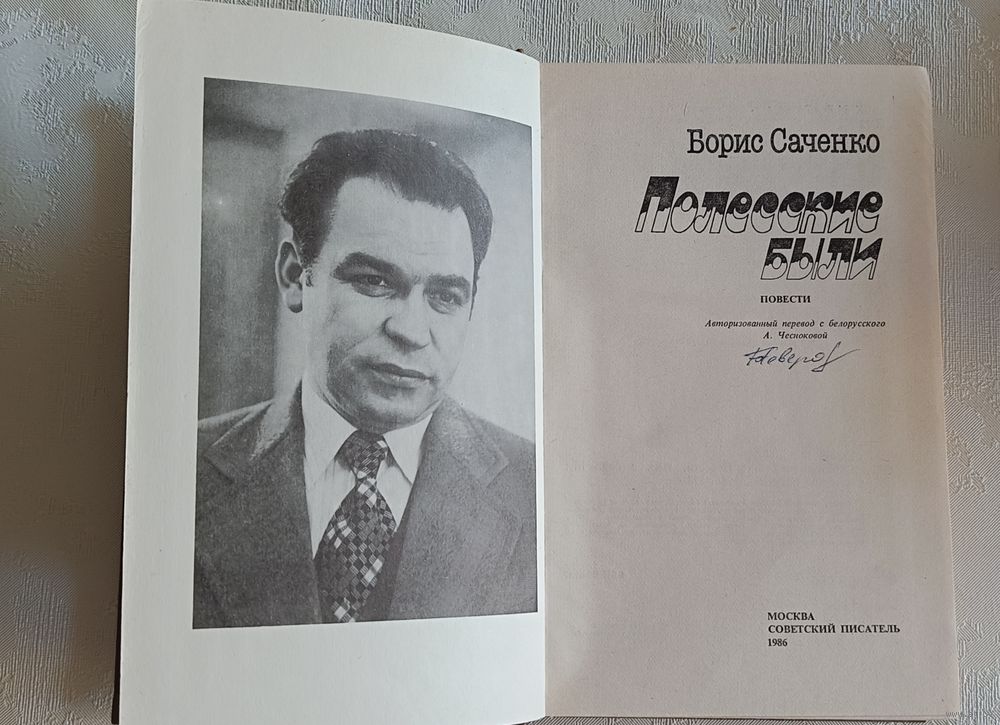 Борис Саченко
Полесские
были
ПОВЕСТИ
Авторизованный перевод с белорусского
А. Чесноковой
МОСКВА
СОВЕТСКИЙ ПИСАТЕЛЬ
1986